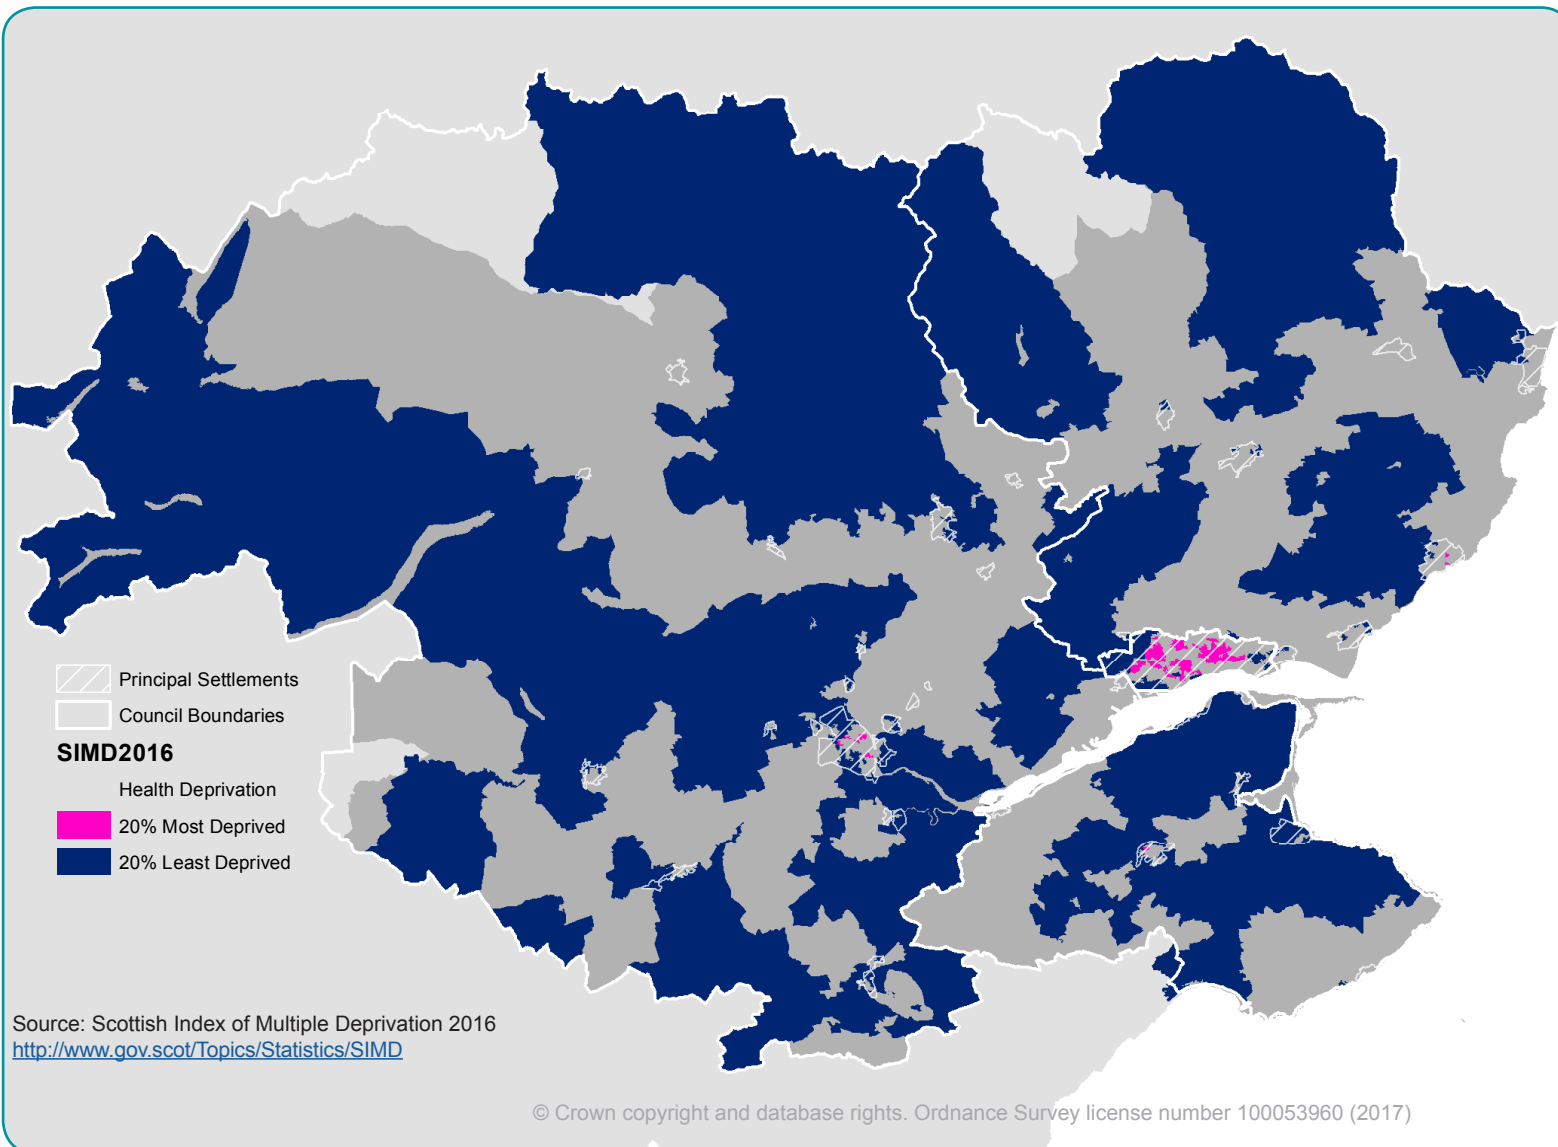 Principal Settlements
Council Boundaries
SIMD2016
Health Deprivation
20% Most Deprived
20% Least Deprived
Source: Scottish Index of Multiple Deprivation 2016
http://www.gov.scot/Topics/Statistics/SIMD
© Crown copyright and database rights. Ordnance Survey license number 100053960 (2017)